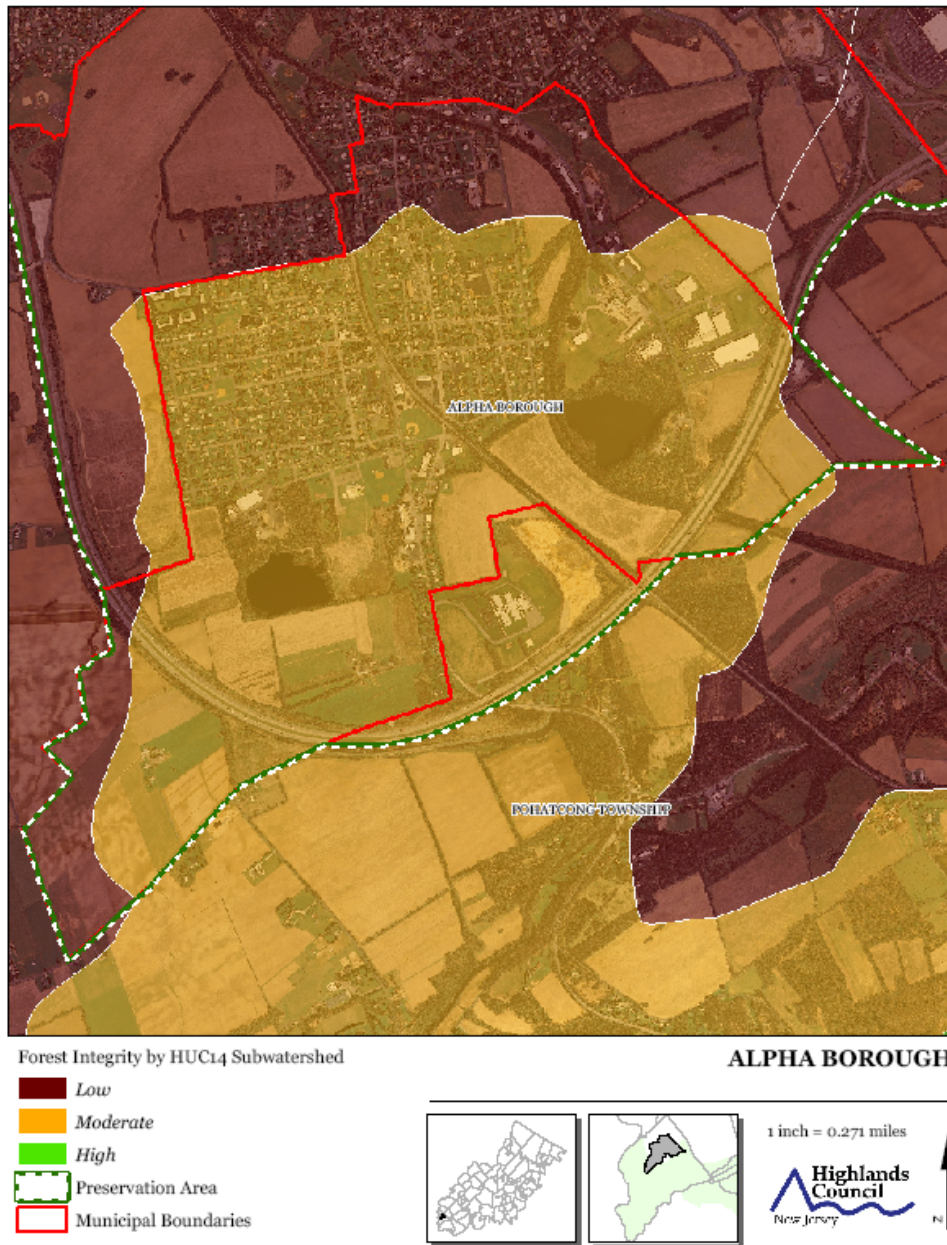 ALPHA BOROUGH
POHATCONG TOWNSHIP
Forest Integrity by HUC14 Subwatershed
Low
Moderate
High
Preservation Area
Municipal Boundaries
ALPHA BOROUGH
1 inch = 0.271 miles
Highlands
Council
New Jersey
N